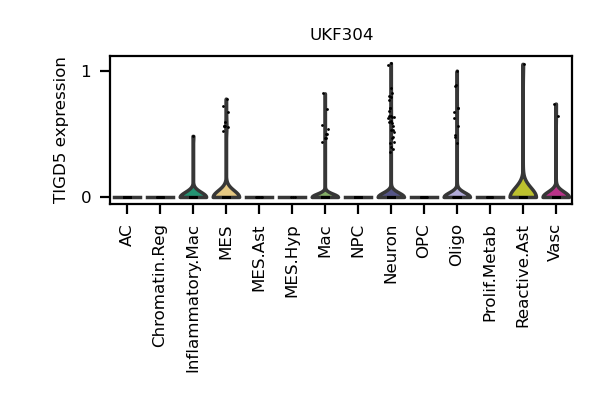 UKF304
TIGD5 expression
1
0
AC
Chromatin.Reg
Inflammatory.Mac
MES
MES.Ast
MES.Hyp
Mac
NPC
Neuron
OPC
Oligo
Prolif.Metab
Reactive.Ast
Vasc